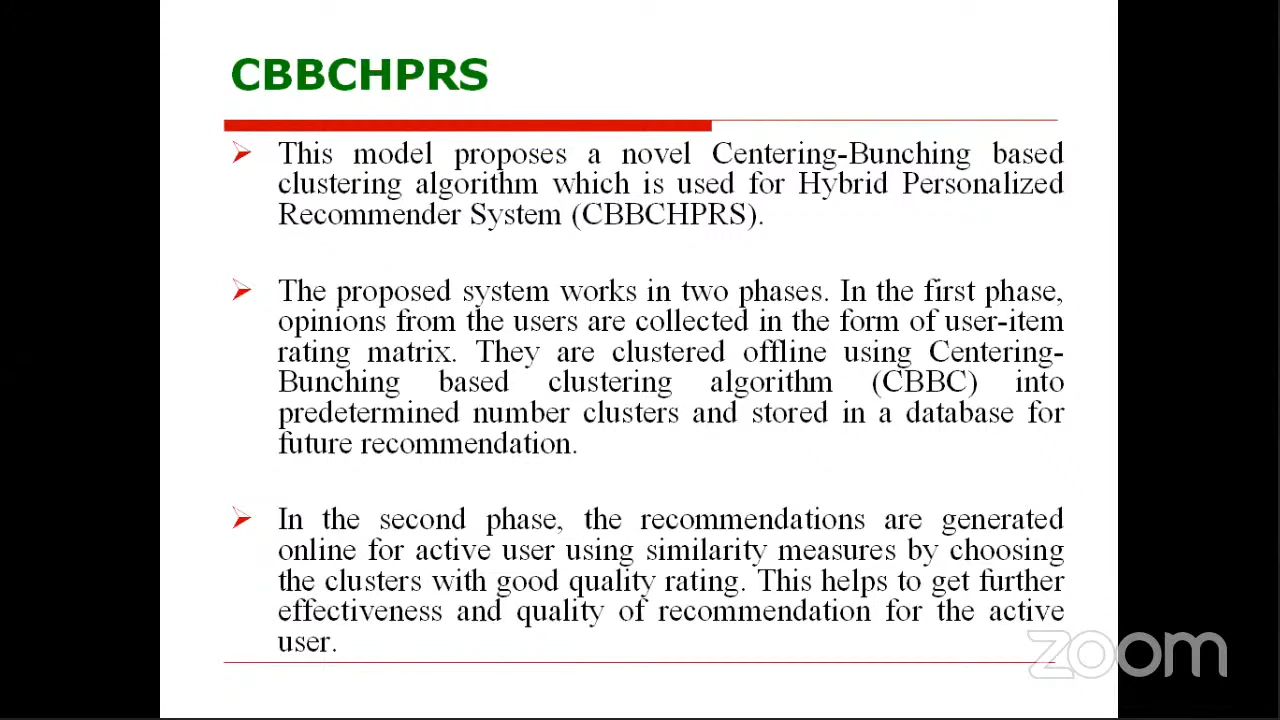 CBBCHPRS
This model proposes a novel Centering-Bunching based
clustering algorithm which is used for Hybrid Personalized
Recommender System (CBBCHPRS).
The proposed system works in two phases. In the first phase,
opinions from the users are collected in the form of user-item
rating matrix. They are clustered offline using Centering-
Bunching based clustering algorithm (CBBC) into
predetermined number clusters and stored in a database for
future recommendation.
In the second phase, the recommendations are generated
online for active user using similarity measures by choosing
the clusters with good quality rating. This helps to get further
effectiveness and quality of recommendation for the active
user.
zoom